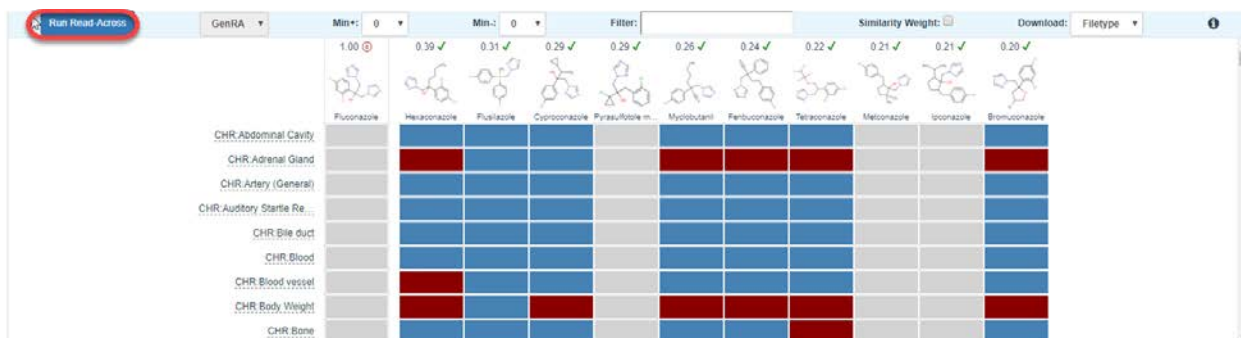 Run Read-Across GenRA Min+: 0 Min-: 0 Filter: Similarity Weight: Download: Filetype
1.00 0.39 0.31 0.29 0.29 0.26 0.24 0.22 0.21 0.21 0.20
Fluconazole Hexaconazole Flusilazole Cyproconazole Pyrasulfotole m... Myclobutanil Fenbuconazole Tetraconazole Metconazole Ipconazole Bromuconazole
CHR:Abdominal Cavity
CHR:Adrenal Gland
CHR:Artery (General)
CHR:Auditory Startle Re...
CHR:Bile duct
CHR:Blood
CHR:Blood vessel
CHR:Body Weight
CHR:Bone